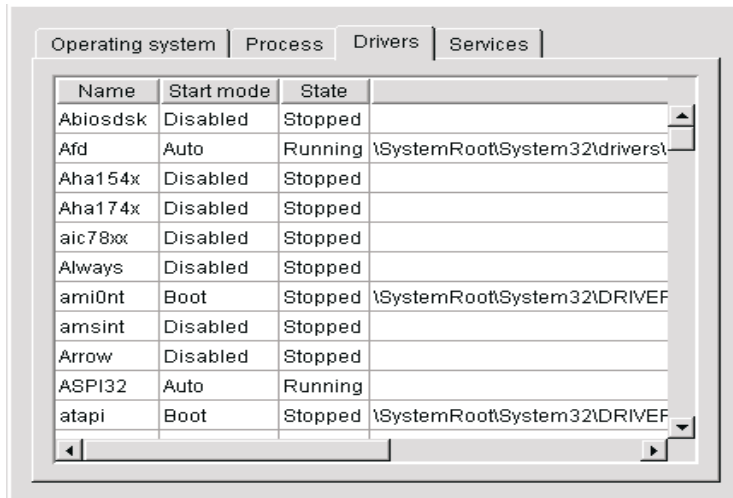 Operating system Process Drivers Services
Name Start mode State
Abiosdsk Disabled Stopped
Afd Auto Running \SystemRoot\System32\drivers\
Aha154x Disabled Stopped
Aha174x Disabled Stopped
aic78xx Disabled Stopped
Always Disabled Stopped
ami0nt Boot Stopped \SystemRoot\System32\DRIVER
amsint Disabled Stopped
Arrow Disabled Stopped
ASPI32 Auto Running
atapi Boot Stopped \SystemRoot\System32\DRIVER